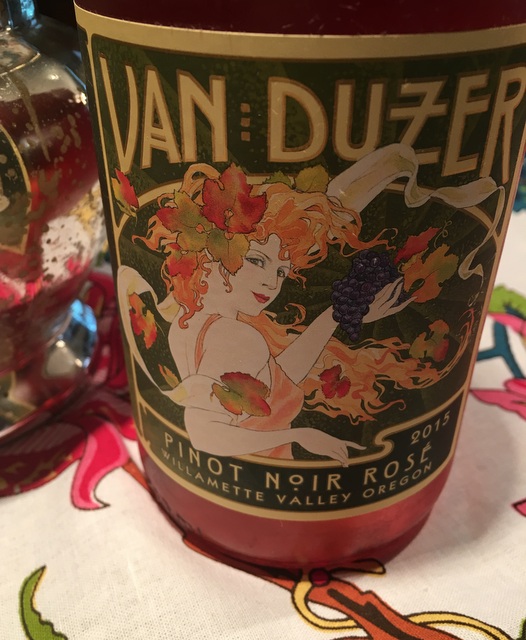 VAN DUZER
2015
PINOT NOIR ROSÉ
WILLAMETTE VALLEY OREGON